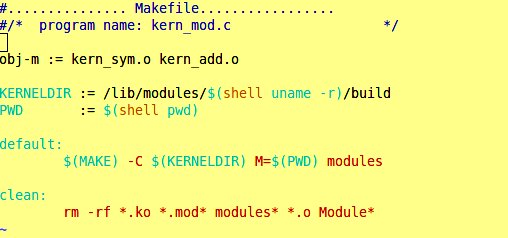 #............... Makefile.................
#/*  program name: kern_mod.c                   */
obj-m := kern_sym.o kern_add.o
KERNELDIR := /lib/modules/$(shell uname -r)/build
PWD       := $(shell pwd)
default:
        $(MAKE) -C $(KERNELDIR) M=$(PWD) modules
clean:
        rm -rf *.ko *.mod* modules* *.o Module*
~